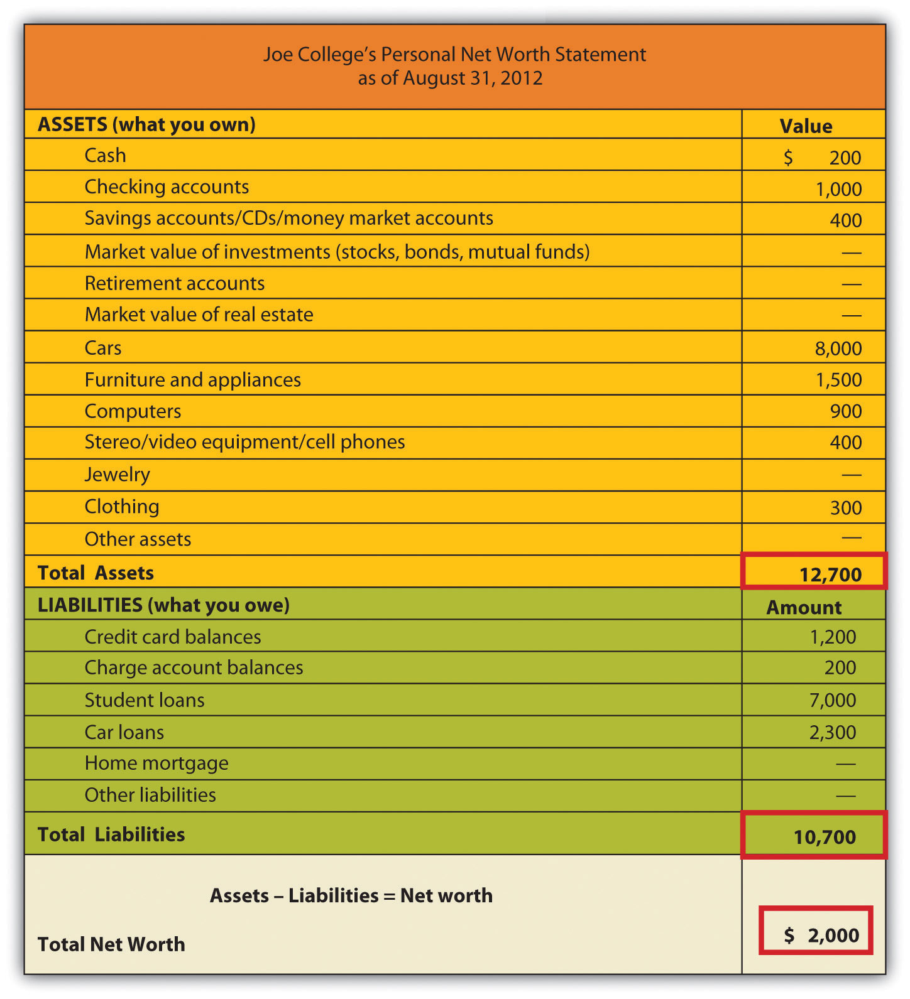 Joe College’s Personal Net Worth Statement
as of August 31, 2012
ASSETS (what you own) Value
Cash $ 200
Checking accounts 1,000
Savings accounts/CDs/money market accounts 400
Market value of investments (stocks, bonds, mutual funds) —
Retirement accounts —
Market value of real estate —
Cars 8,000
Furniture and appliances 1,500
Computers 900
Stereo/video equipment/cell phones 400
Jewelry —
Clothing 300
Other assets —
Total Assets 12,700
LIABILITIES (what you owe) Amount
Credit card balances 1,200
Charge account balances 200
Student loans 7,000
Car loans 2,300
Home mortgage —
Other liabilities —
Total Liabilities 10,700
Assets – Liabilities = Net worth
Total Net Worth $ 2,000